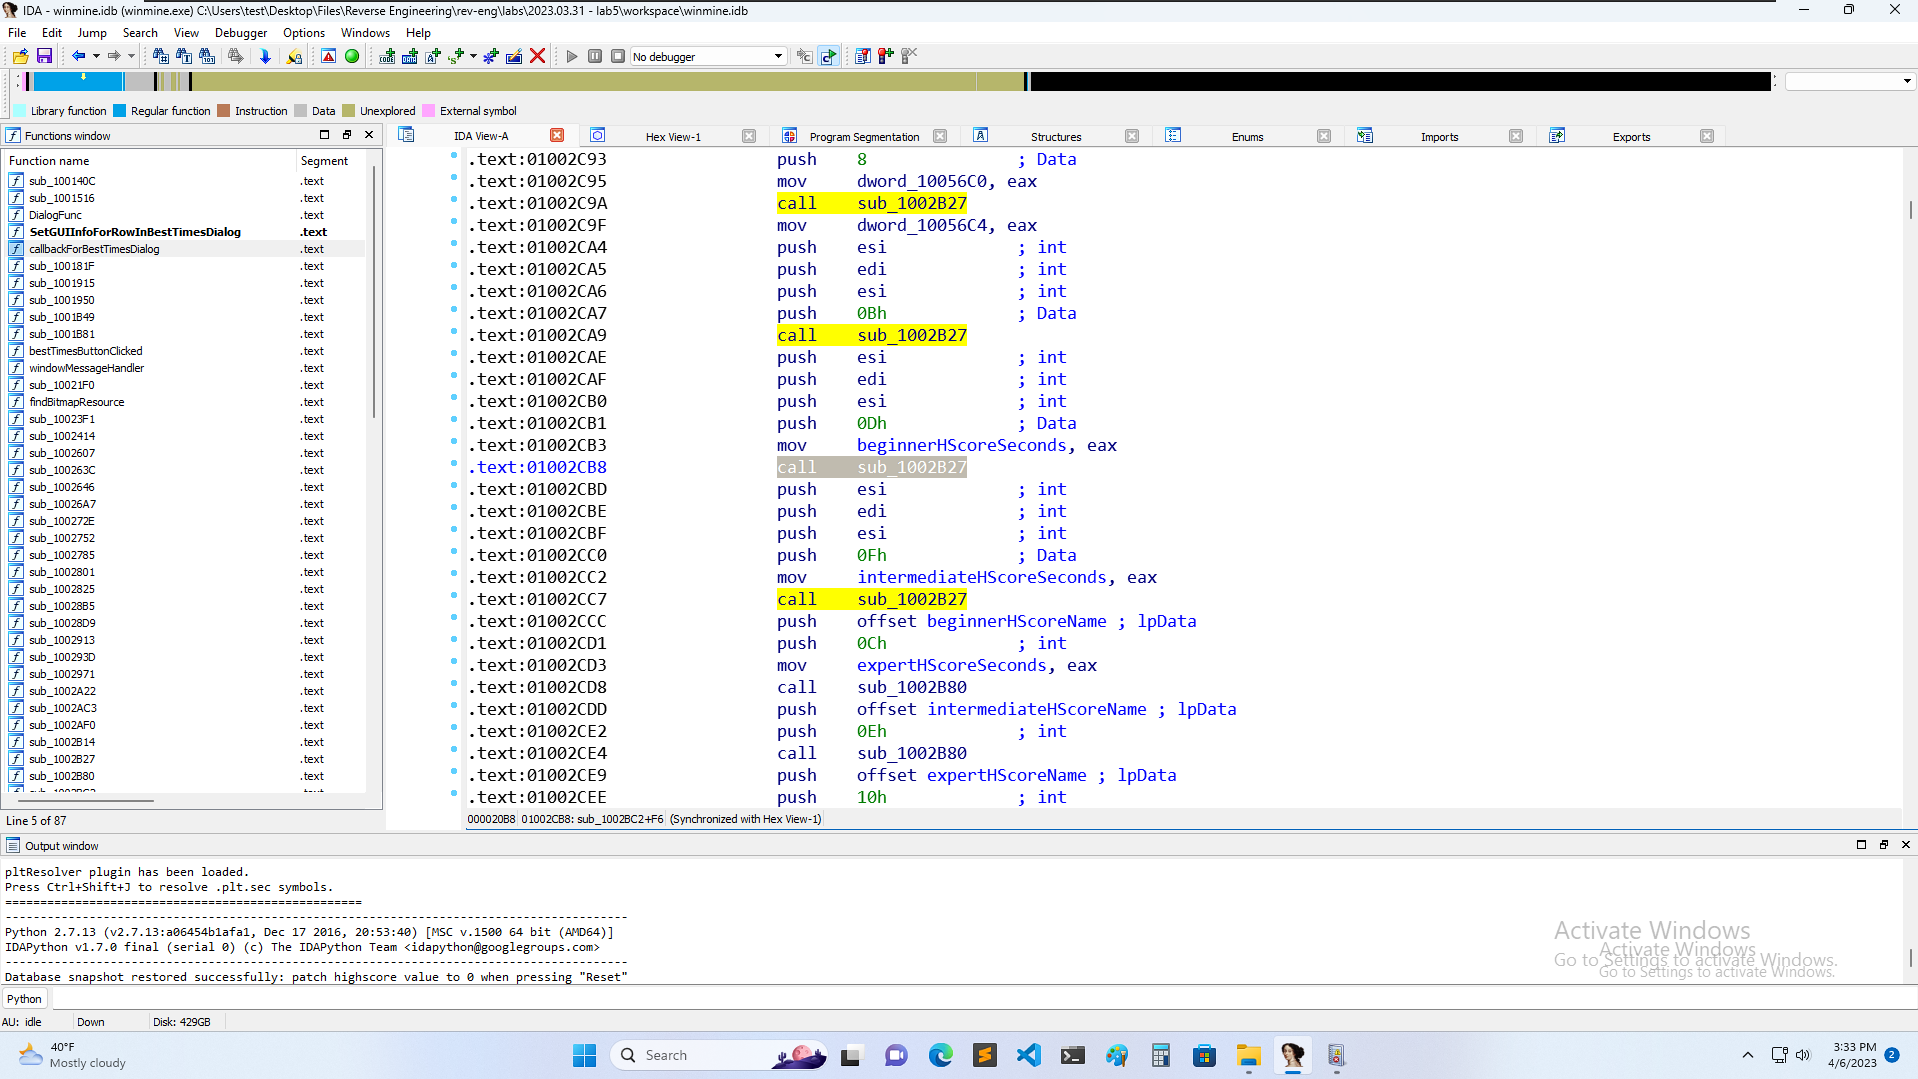 IDA - winmine.idb (winmine.exe) C:\Users\test\Desktop\Files\Reverse Engineering\rev-eng\labs\2023.03.31 - lab5\workspace\winmine.idb
File Edit Jump Search View Debugger Options Windows Help
No debugger
Library function Regular function Instruction Data Unexplored External symbol
Functions window
IDA View-A Hex View-1 Program Segmentation Structures Enums Imports Exports
Function name Segment
sub_100140C .text
sub_1001516 .text
DialogFunc .text
SetGUIInfoForRowInBestTimesDialog .text
callbackForBestTimesDialog .text
sub_100181F .text
sub_1001915 .text
sub_1001950 .text
sub_1001B49 .text
sub_1001B81 .text
bestTimesButtonClicked .text
windowMessageHandler .text
sub_10021F0 .text
findBitmapResource .text
sub_10023F1 .text
sub_1002414 .text
sub_1002607 .text
sub_100263C .text
sub_1002646 .text
sub_10026A7 .text
sub_100272E .text
sub_1002752 .text
sub_1002785 .text
sub_1002801 .text
sub_1002825 .text
sub_10028B5 .text
sub_10028D9 .text
sub_1002913 .text
sub_100293D .text
sub_1002971 .text
sub_1002A22 .text
sub_1002AC3 .text
sub_1002AF0 .text
sub_1002B14 .text
sub_1002B27 .text
sub_1002B80 .text
Line 5 of 87
.text:01002C93 push 8 ; Data
.text:01002C95 mov dword_10056C0, eax
.text:01002C9A call sub_1002B27
.text:01002C9F mov dword_10056C4, eax
.text:01002CA4 push esi ; int
.text:01002CA5 push edi ; int
.text:01002CA6 push esi ; int
.text:01002CA7 push 0Bh ; Data
.text:01002CA9 call sub_1002B27
.text:01002CAE push esi ; int
.text:01002CAF push edi ; int
.text:01002CB0 push esi ; int
.text:01002CB1 push 0Dh ; Data
.text:01002CB3 mov beginnerHScoreSeconds, eax
.text:01002CB8 call sub_1002B27
.text:01002CBD push esi ; int
.text:01002CBE push edi ; int
.text:01002CBF push esi ; int
.text:01002CC0 push 0Fh ; Data
.text:01002CC2 mov intermediateHScoreSeconds, eax
.text:01002CC7 call sub_1002B27
.text:01002CCC push offset beginnerHScoreName ; lpData
.text:01002CD1 push 0Ch ; int
.text:01002CD3 mov expertHScoreSeconds, eax
.text:01002CD8 call sub_1002B80
.text:01002CDD push offset intermediateHScoreName ; lpData
.text:01002CE2 push 0Eh ; int
.text:01002CE4 call sub_1002B80
.text:01002CE9 push offset expertHScoreName ; lpData
.text:01002CEE push 10h ; int
000020B8 01002CB8: sub_1002BC2+F6 (Synchronized with Hex View-1)
Output window
pltResolver plugin has been loaded.
Press Ctrl+Shift+J to resolve .plt.sec symbols.
===================================================
-----------------------------------------------------------------------------------------
Python 2.7.13 (v2.7.13:a06454b1afa1, Dec 17 2016, 20:53:40) [MSC v.1500 64 bit (AMD64)]
IDAPython v1.7.0 final (serial 0) (c) The IDAPython Team <idapython@googlegroups.com>
-----------------------------------------------------------------------------------------
Database snapshot restored successfully: patch highscore value to 0 when pressing "Reset"
Activate Windows
Activate Windows
Go to Settings to activate Windows.
Go to Settings to activate Windows.
Python
AU: idle Down Disk: 429GB
40°F
Mostly cloudy
Search
3:33 PM
4/6/2023
2